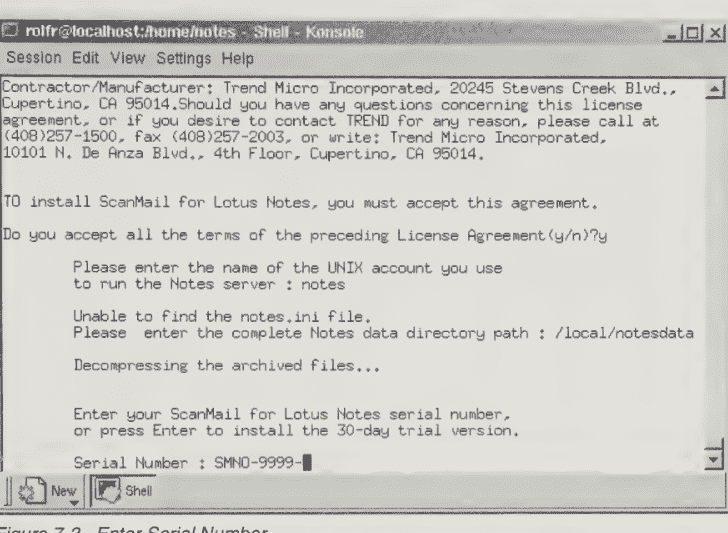 rolfr@localhost:/home/notes - Shell - Konsole
Session Edit View Settings Help
Contractor/Manufacturer: Trend Micro Incorporated, 20245 Stevens Creek Blvd.,
Cupertino, CA 95014.Should you have any questions concerning this license
agreement, or if you desire to contact TREND for any reason, please call at
(408)257-1500, fax (408)257-2003, or write: Trend Micro Incorporated,
10101 N. De Anza Blvd., 4th Floor, Cupertino, CA 95014.
TO install ScanMail for Lotus Notes, you must accept this agreement.
Do you accept all the terms of the preceding License Agreement(y/n)?y
Please enter the name of the UNIX account you use
to run the Notes server : notes
Unable to find the notes.ini file.
Please enter the complete Notes data directory path : /local/notesdata
Decompressing the archived files...
Enter your ScanMail for Lotus Notes serial number,
or press Enter to install the 30-day trial version.
Serial Number : SMNO-9999-
New
Shell
Figure 7-2 Enter Serial Number